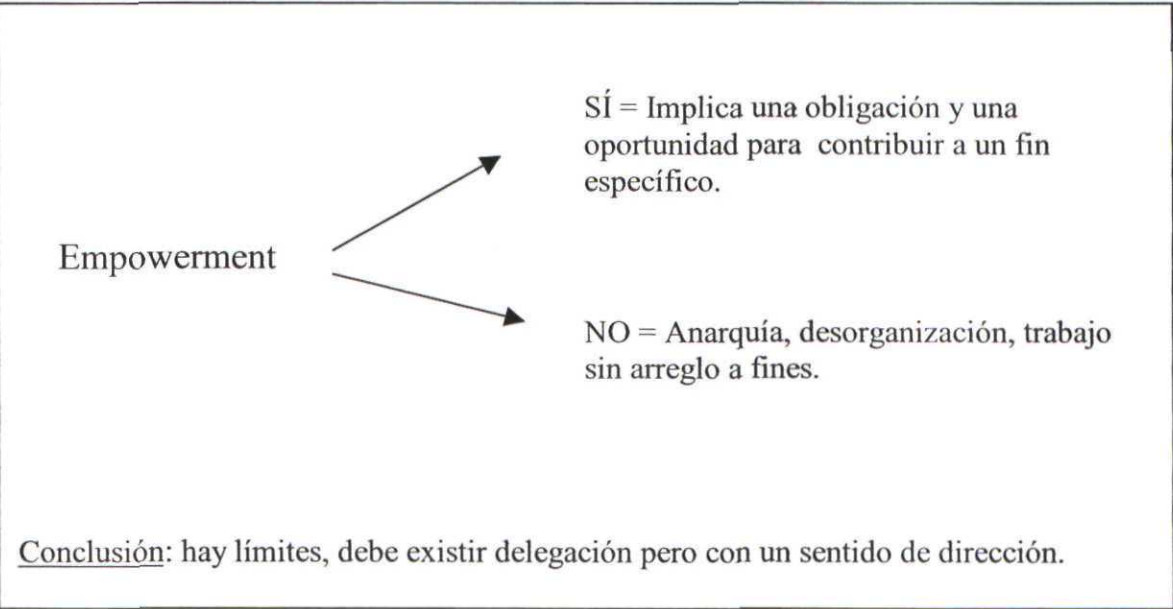 SÍ = Implica una obligación y una
oportunidad para contribuir a un fin
específico.
Empowerment
NO = Anarquía, desorganización, trabajo
sin arreglo a fines.
Conclusión: hay límites, debe existir delegación pero con un sentido de dirección.